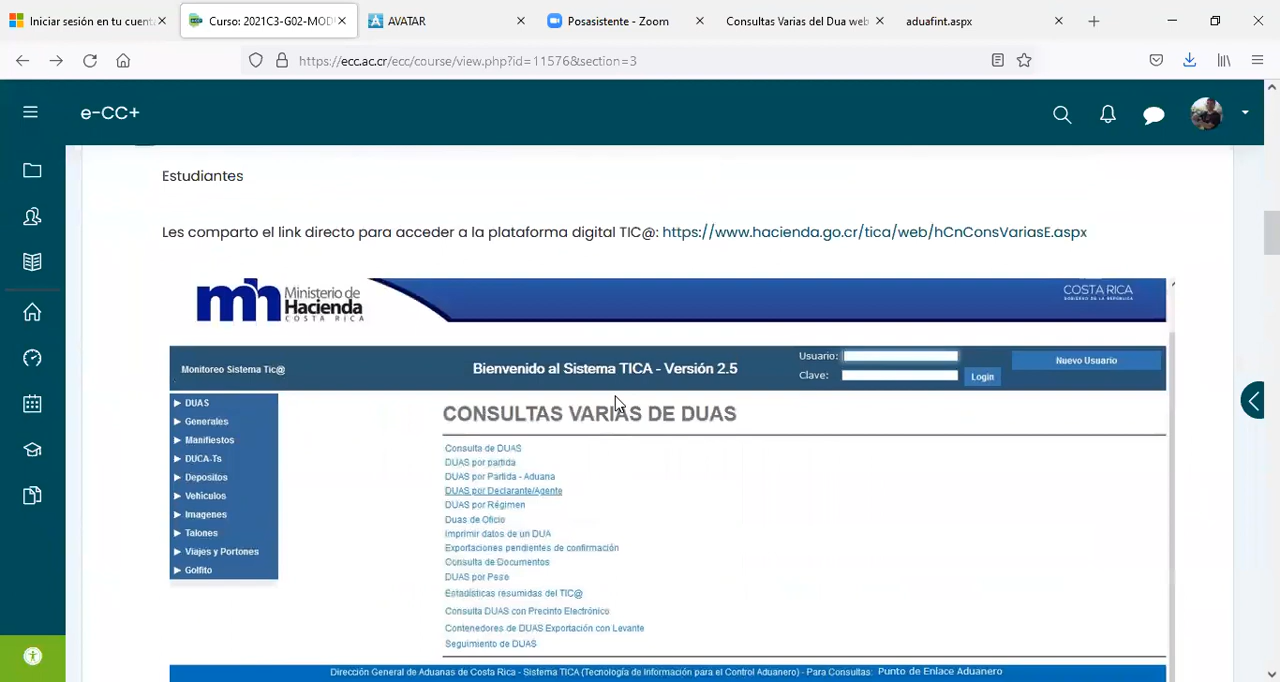 Iniciar sesión en tu cuenta
Curso: 2021C3-G02-MOD
AVATAR
Posasistente - Zoom
Consultas Varias del Dua web
aduafint.aspx
https://ecc.ac.cr/ecc/course/view.php?id=11576&section=3
e-CC+
Estudiantes
Les comparto el link directo para acceder a la plataforma digital TIC@: https://www.hacienda.go.cr/tica/web/hCnConsVariasE.aspx
mh Ministerio de
Hacienda
COSTA RICA
COSTA RICA
GOBIERNO DE LA REPÚBLICA
Monitoreo Sistema Tic@
Bienvenido al Sistema TICA - Versión 2.5
Usuario:
Clave:
Login
Nuevo Usuario
DUAS
Generales
Manifiestos
DUCA-Ts
Depositos
Vehículos
Imagenes
Talones
Viajes y Portones
Golfito
CONSULTAS VARIAS DE DUAS
Consulta de DUAS
DUAS por partida
DUAS por Partida - Aduana
DUAS por Declarante/Agente
DUAS por Régimen
Duas de Oficio
Imprimir datos de un DUA
Exportaciones pendientes de confirmación
Consulta de Documentos
DUAS por Peso
Estadísticas resumidas del TIC@
Consulta DUAS con Precinto Electrónico
Contenedores de DUAS Exportación con Levante
Seguimiento de DUAS
Dirección General de Aduanas de Costa Rica - Sistema TICA (Tecnología de Información para el Control Aduanero) - Para Consultas: Punto de Enlace Aduanero